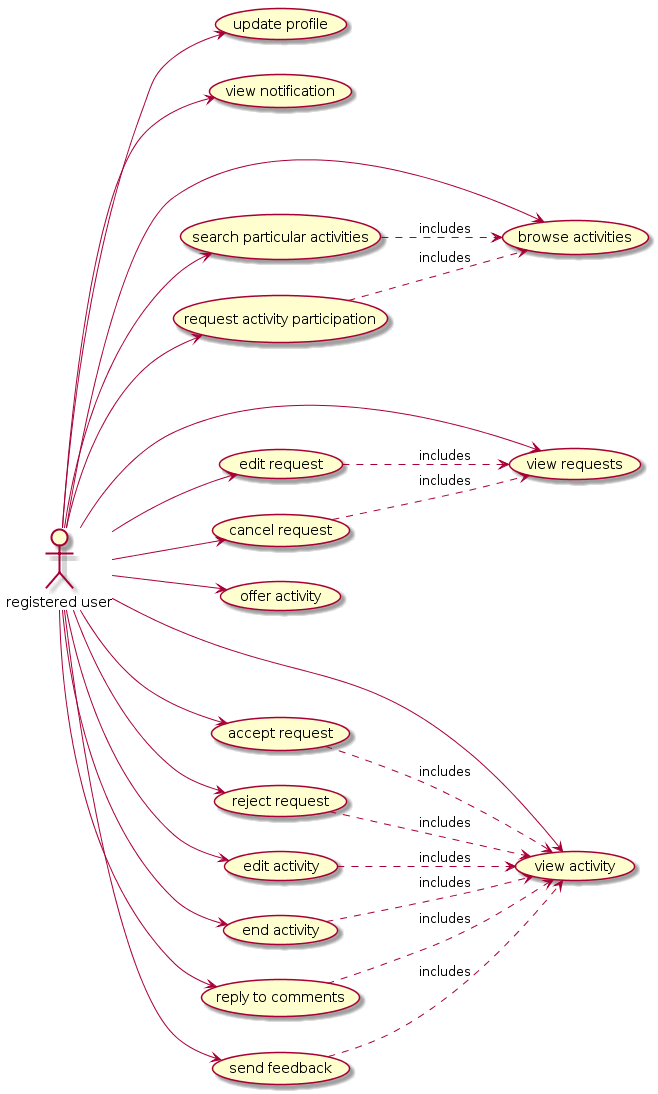 update profile
view notification
includes
search particular activities
browse activities
includes
request activity participation
includes
edit request
view requests
includes
cancel request
offer activity
registered user
accept request
includes
reject request
includes
includes
edit activity
view activity
includes
end activity
includes
includes
reply to comments
send feedback